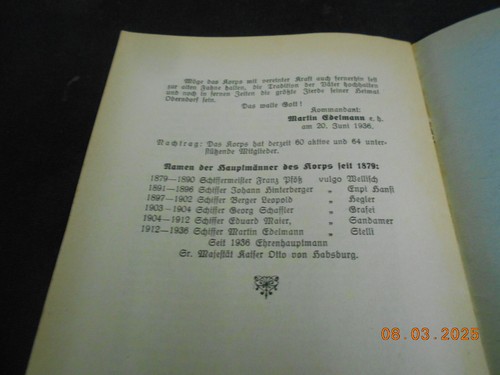 Möge das Korps mit vereinter Kraft auch fernerhin fest
zur alten Fahne halten, die Tradition der Väter hochhalten
und noch in fernen Zeiten die größte Zierde seiner Heimat
Oberndorf sein.
Das walte Gott!
Kommandant:
Martin Edelmann e. h.
am 20. Juni 1936.
Nachtrag: Das Korps hat derzeit 60 aktive und 64 unter-
stützende Mitglieder.
Namen der Hauptmänner des Korps seit 1879:
1879—1890 Schiffermeister Franz Pföß vulgo Wellisch
1891—1896 Schiffer Johann Hinterberger „ Enpi Hansl
1897—1902 Schiffer Berger Leopold „ Hegler
1903—1904 Schiffer Georg Schaffler „ Grafei
1904—1912 Schiffer Eduard Maier, „ Sandamer
1912—1936 Schiffer Martin Edelmann „ Stelli
Seit 1936 Ehrenhauptmann
Sr. Majestät Kaiser Otto von Habsburg.
06.03.2025